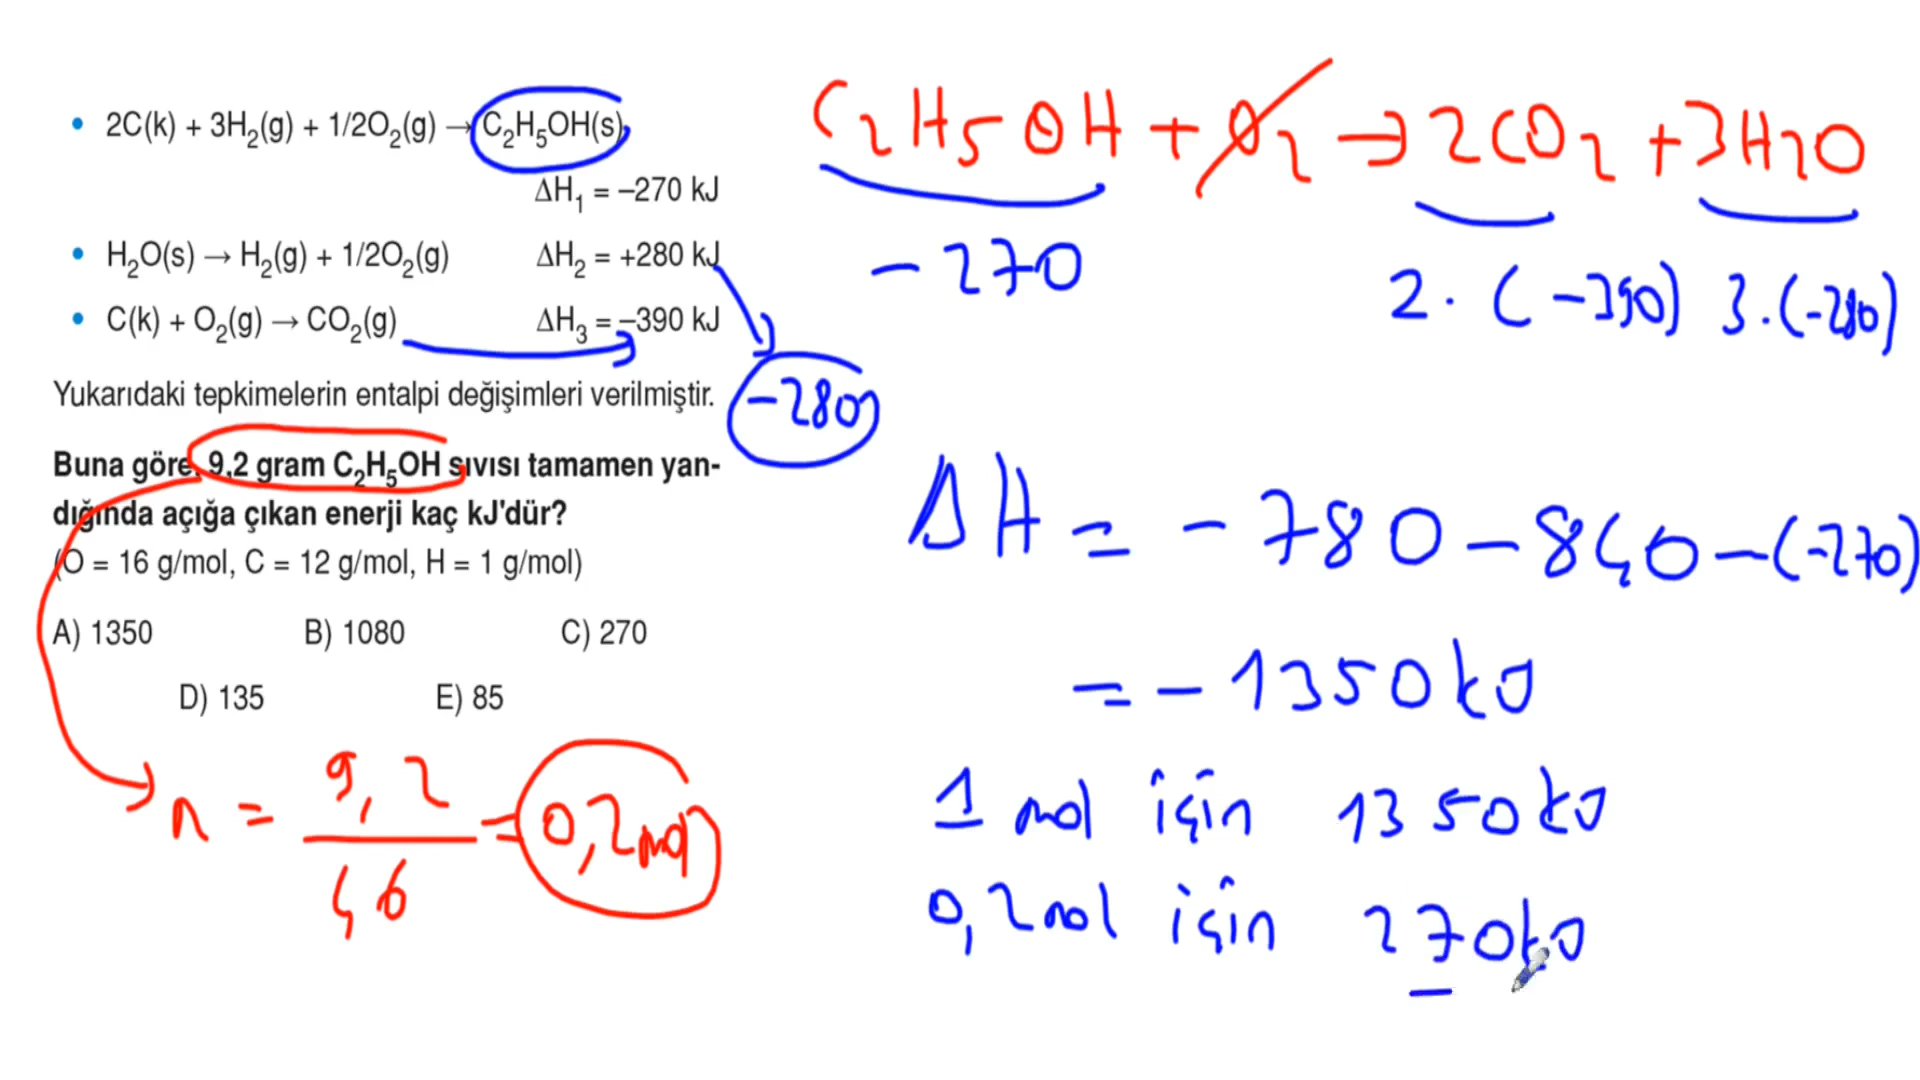 • 2C(k) + 3H₂(g) + 1/2O₂(g) → C₂H₅OH(s),
ΔH₁ = –270 kJ
• H₂O(s) → H₂(g) + 1/2O₂(g) ΔH₂ = +280 kJ
• C(k) + O₂(g) → CO₂(g) ΔH₃ = –390 kJ
Yukarıdaki tepkimelerin entalpi değişimleri verilmiştir.
-280
Buna göre, 9,2 gram C₂H₅OH sıvısı tamamen yan-
dığında açığa çıkan enerji kaç kJ'dür?
(O = 16 g/mol, C = 12 g/mol, H = 1 g/mol)
A) 1350 B) 1080 C) 270
D) 135 E) 85
n = 9,2 / 46 = 0,2 mol
C₂H₅OH + O₂ → 2CO₂ + 3H₂O
-270 2.(-390) 3.(-280)
ΔH = -780 - 840 - (-270)
= -1350 kJ
1 mol için 1350 kJ
0,2 mol için 270 kJ